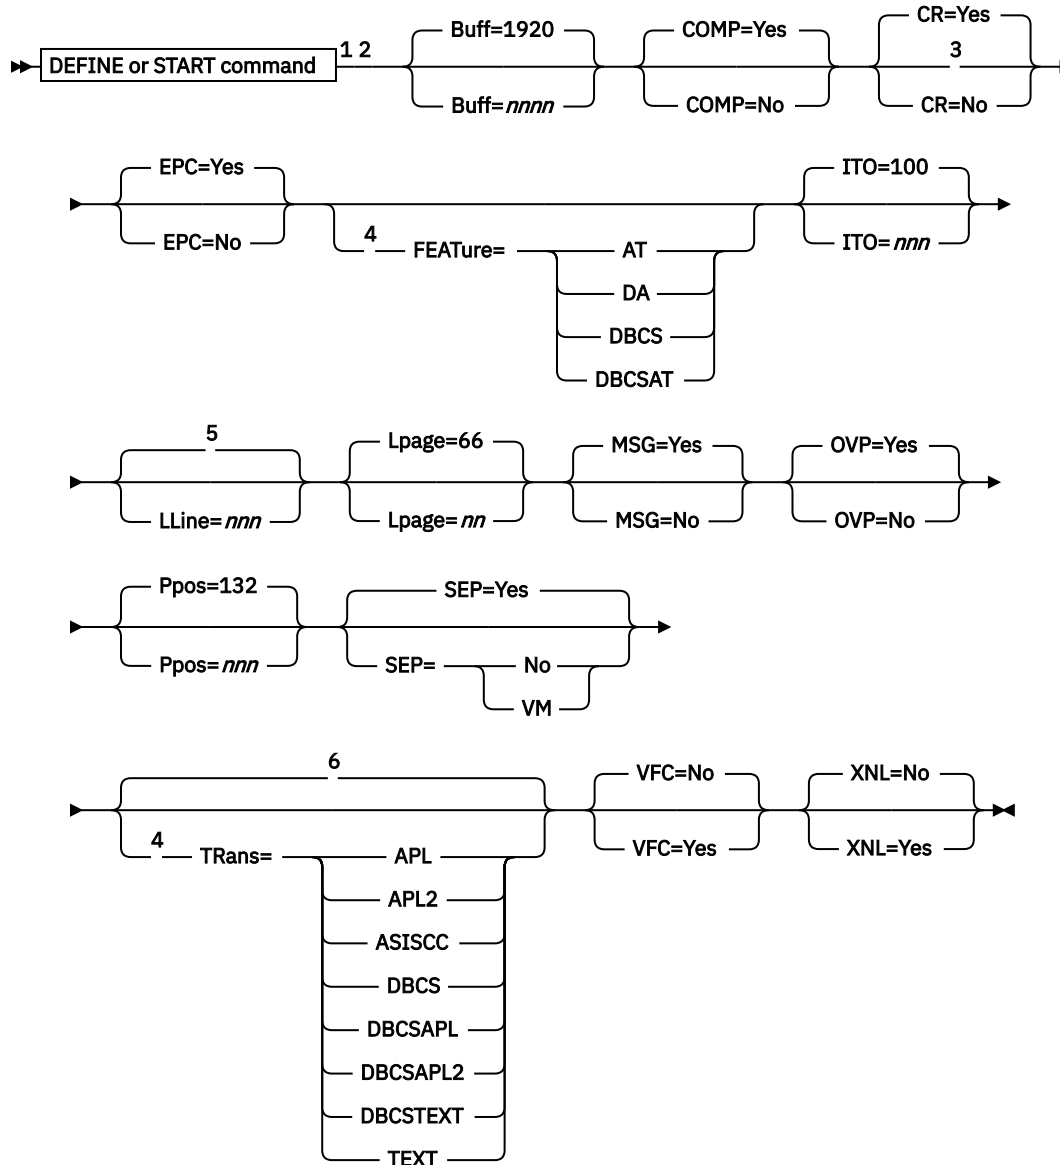 DEFINE or START command
1 2
Buff=1920
Buff=nnnn
COMP=Yes
COMP=No
CR=Yes
3
CR=No
EPC=Yes
EPC=No
4
FEATure=
AT
DA
DBCS
DBCSAT
ITO=100
ITO=nnn
5
LLine=nnn
Lpage=66
Lpage=nn
MSG=Yes
MSG=No
OVP=Yes
OVP=No
Ppos=132
Ppos=nnn
SEP=Yes
SEP=
No
VM
6
4
TRans=
APL
APL2
ASISCC
DBCS
DBCSAPL
DBCSAPL2
DBCSTEXT
TEXT
VFC=No
VFC=Yes
XNL=No
XNL=Yes